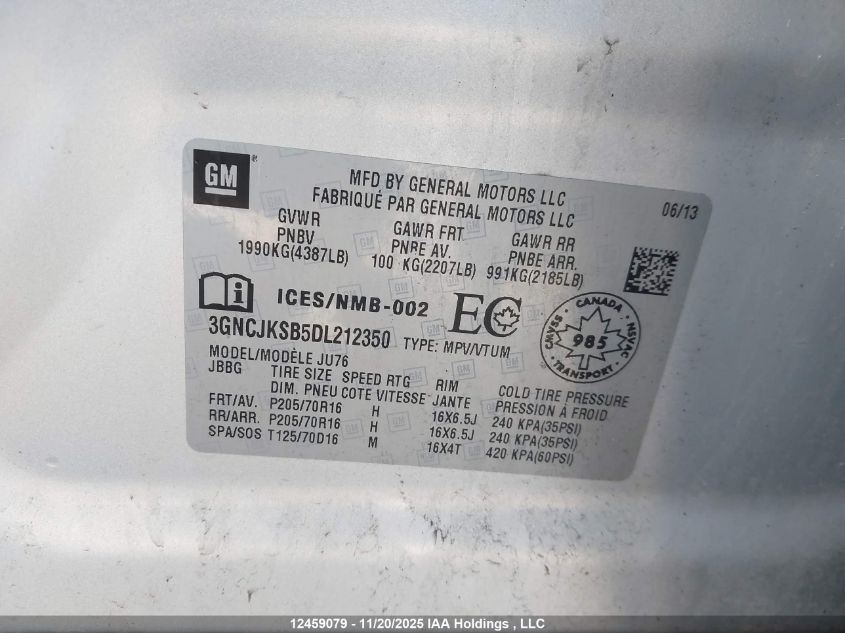 GM
MFD BY GENERAL MOTORS LLC
FABRIQUÉ PAR GENERAL MOTORS LLC
06/13
GVWR GAWR FRT GAWR RR
PNBV PNBE AV. PNBE ARR.
1990KG(4387LB) 100 KG(2207LB) 991KG(2185LB)
ICES/NMB-002 EC
3GNCJKSB5DL212350 TYPE: MPV/VTUM
CANADA
CMVSS 985 NSVAC
TRANSPORT
MODEL/MODÈLE JU76
JBBG TIRE SIZE SPEED RTG RIM COLD TIRE PRESSURE
DIM. PNEU COTE VITESSE JANTE PRESSION À FROID
FRT/AV. P205/70R16 H 16X6.5J 240 KPA(35PSI)
RR/ARR. P205/70R16 H 16X6.5J 240 KPA(35PSI)
SPA/SOS T125/70D16 M 16X4T 420 KPA(60PSI)
12459079 - 11/20/2025 IAA Holdings , LLC